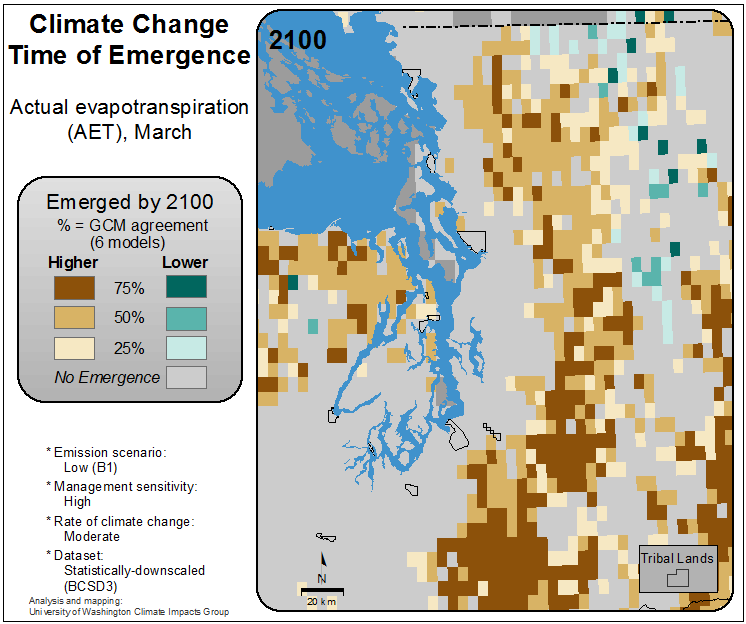 Climate Change
Time of Emergence
Actual evapotranspiration
(AET), March
Emerged by 2100
% = GCM agreement
(6 models)
Higher Lower
75%
50%
25%
No Emergence
* Emission scenario:
Low (B1)
* Management sensitivity:
High
* Rate of climate change:
Moderate
* Dataset:
Statistically-downscaled
(BCSD3)
Analysis and mapping:
University of Washington Climate Impacts Group
2100
N
20 km
Tribal Lands